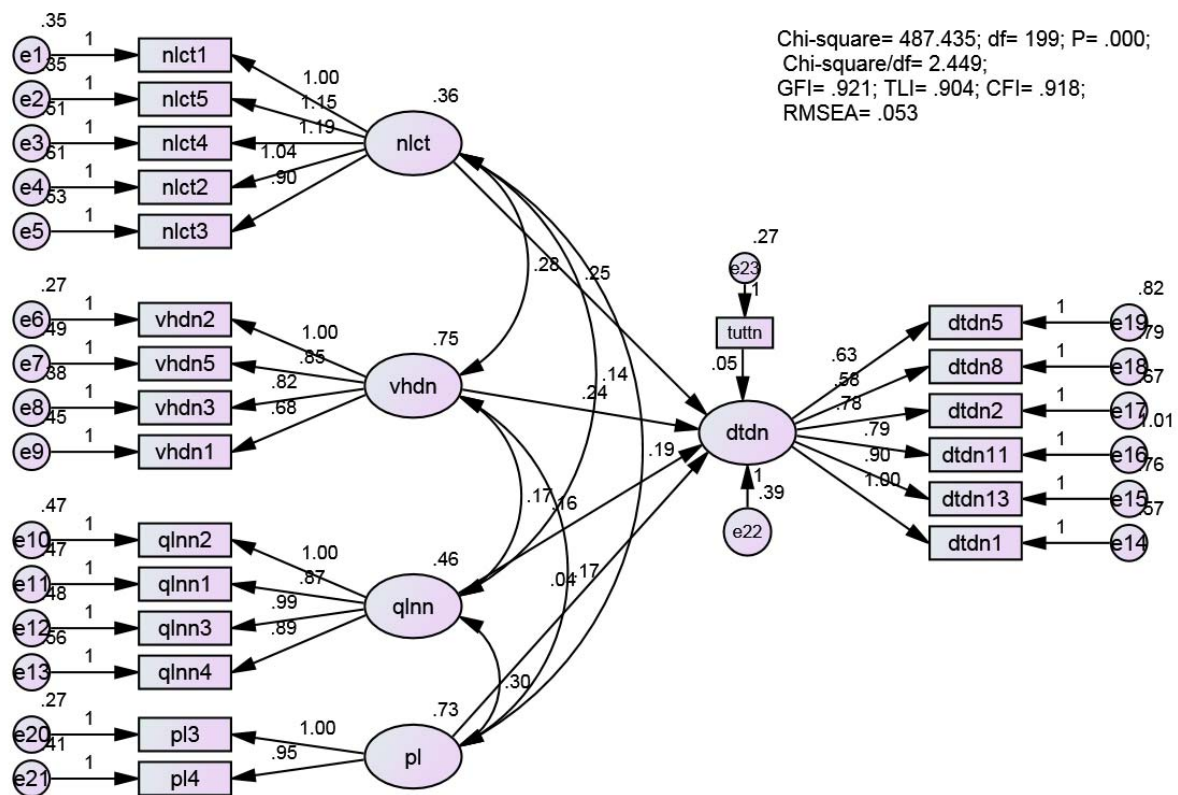 Chi-square= 487.435; df= 199; P= .000;
Chi-square/df= 2.449;
GFI= .921; TLI= .904; CFI= .918;
RMSEA= .053
.35
e1 1 nlct1
.35
e2 1 nlct5
.51
e3 1 nlct4
.61
e4 1 nlct2
.53
e5 1 nlct3
1.00
1.15
1.19
1.04
.90
.36
nlct
.27
e6 1 vhdn2
.49
e7 1 vhdn5
.38
e8 1 vhdn3
.45
e9 1 vhdn1
1.00
.85
.82
.68
.75
vhdn
.47
e10 1 qlnn2
.47
e11 1 qlnn1
.48
e12 1 qlnn3
.56
e13 1 qlnn4
1.00
.87
.99
.89
.46
qlnn
.27
e20 1 pl3
.41
e21 1 pl4
1.00
.95
.73
pl
.28
.25
.14
.24
.19
.17
.16
.04
.17
.30
.27
e23
1
tuttn
.05
dtdn
1
.39
e22
.63
.58
.78
.79
.90
1.00
.82
dtdn5 1 e19
.79
dtdn8 1 e18
.67
dtdn2 1 e17
1.01
dtdn11 1 e16
.76
dtdn13 1 e15
.57
dtdn1 1 e14